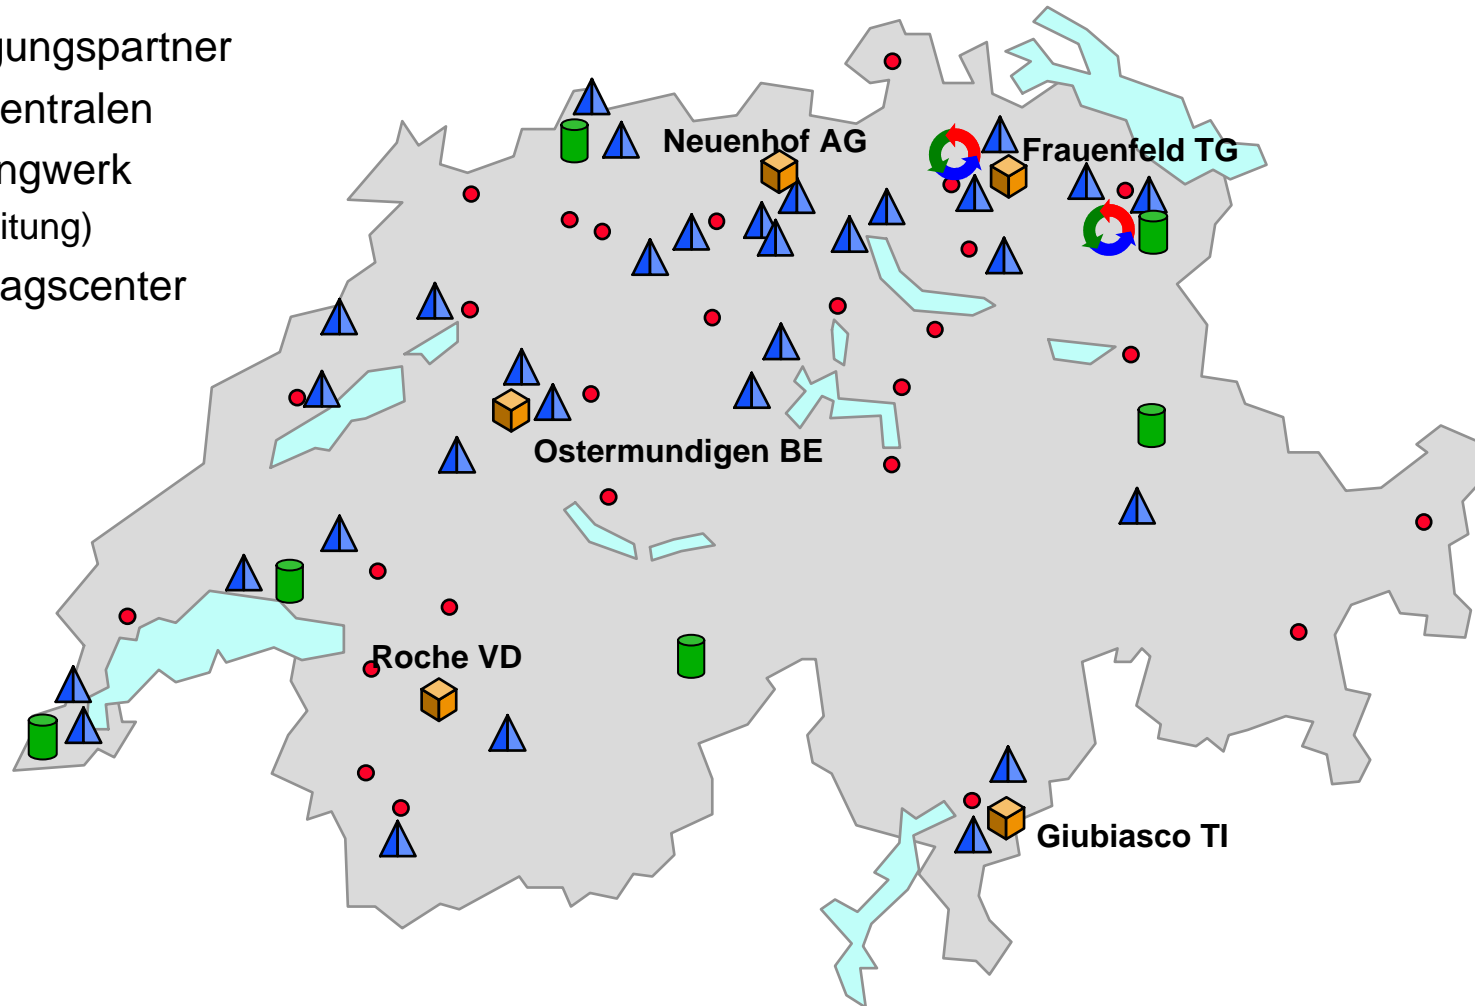 gungspartner
entralen
ngwerk
itung)
agscenter
Neuenhof AG
Frauenfeld TG
Ostermundigen BE
Roche VD
Giubiasco TI